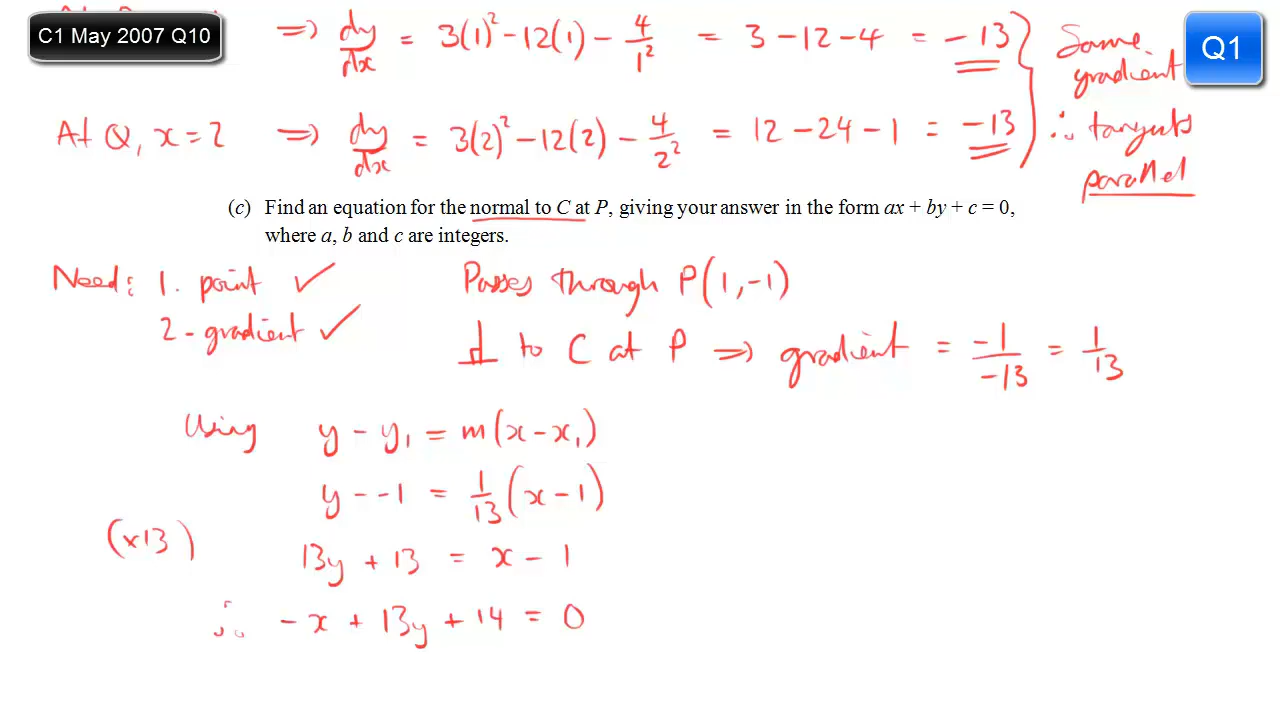 C1 May 2007 Q10
Q1
⇒ dy/dx = 3(1)² − 12(1) − 4/1² = 3 − 12 − 4 = −13
Same gradient
At Q, x = 2 ⇒ dy/dx = 3(2)² − 12(2) − 4/2² = 12 − 24 − 1 = −13
∴ tangents
parallel
(c) Find an equation for the normal to C at P, giving your answer in the form ax + by + c = 0,
where a, b and c are integers.
Need: 1. point ✓ Passes through P(1, −1)
2 - gradient ✓
⊥ to C at P ⇒ gradient = −1/−13 = 1/13
Using y − y₁ = m(x − x₁)
y − −1 = 1/13 (x − 1)
(×13) 13y + 13 = x − 1
∴ −x + 13y + 14 = 0